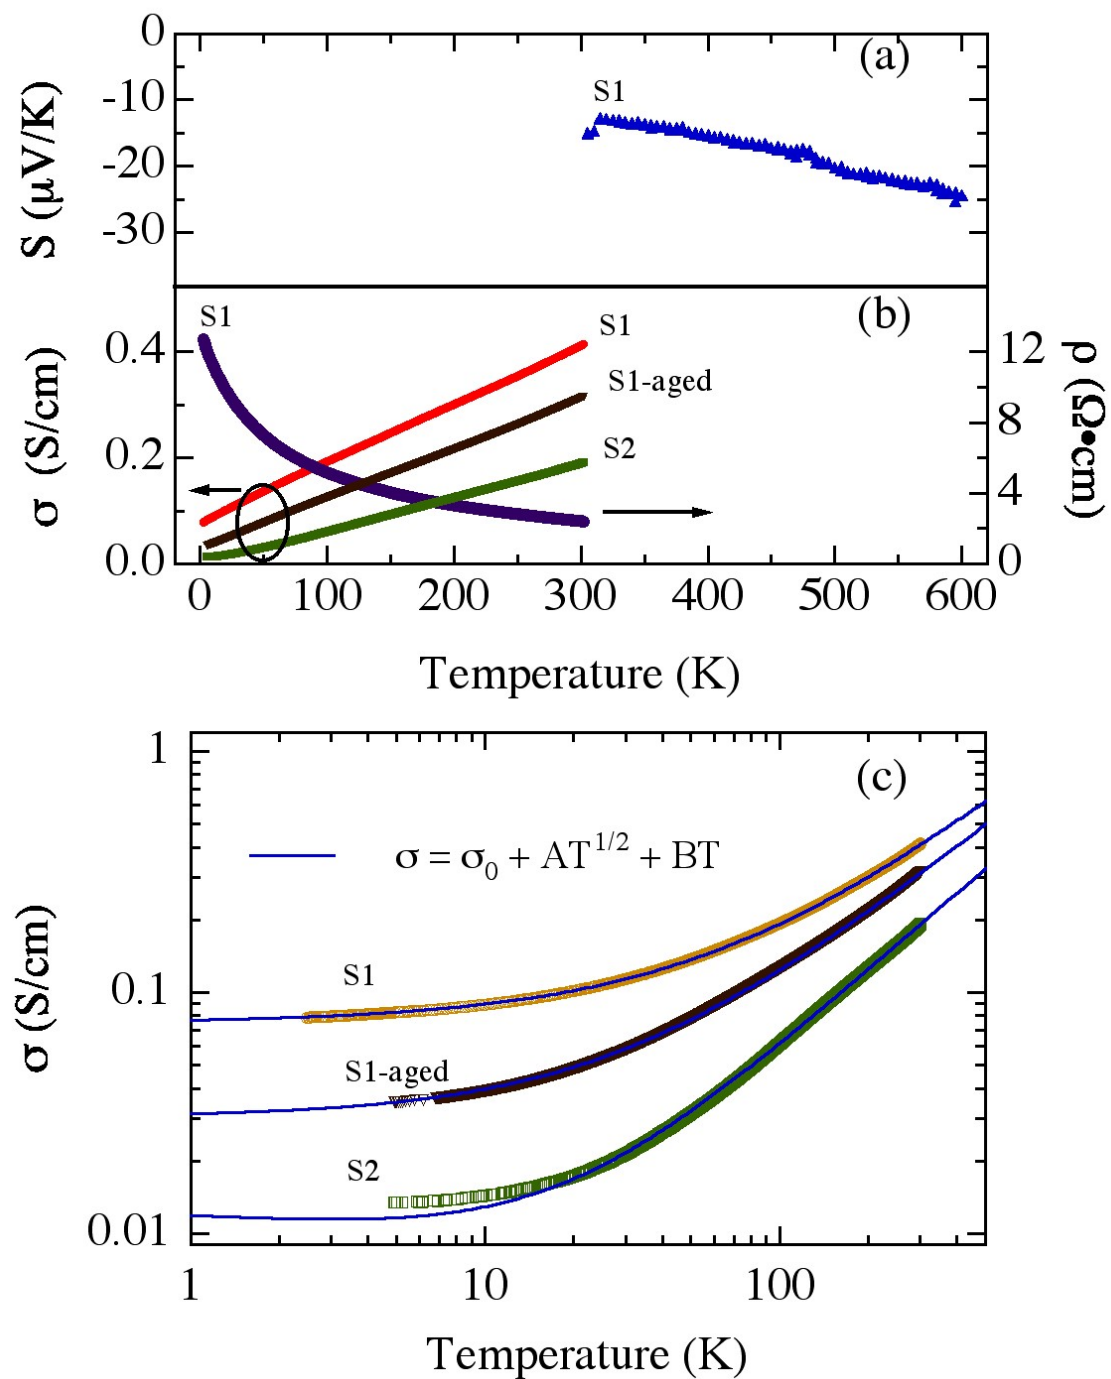 0
-10
-20
-30
S (μV/K)
(a)
S1
S1
(b)
S1
S1-aged
S2
0.4
0.2
0.0
σ (S/cm)
12
8
4
0
ρ (Ω•cm)
0 100 200 300 400 500 600
Temperature (K)
1
0.1
0.01
σ (S/cm)
(c)
σ = σ₀ + AT^{1/2} + BT
S1
S1-aged
S2
1 10 100
Temperature (K)